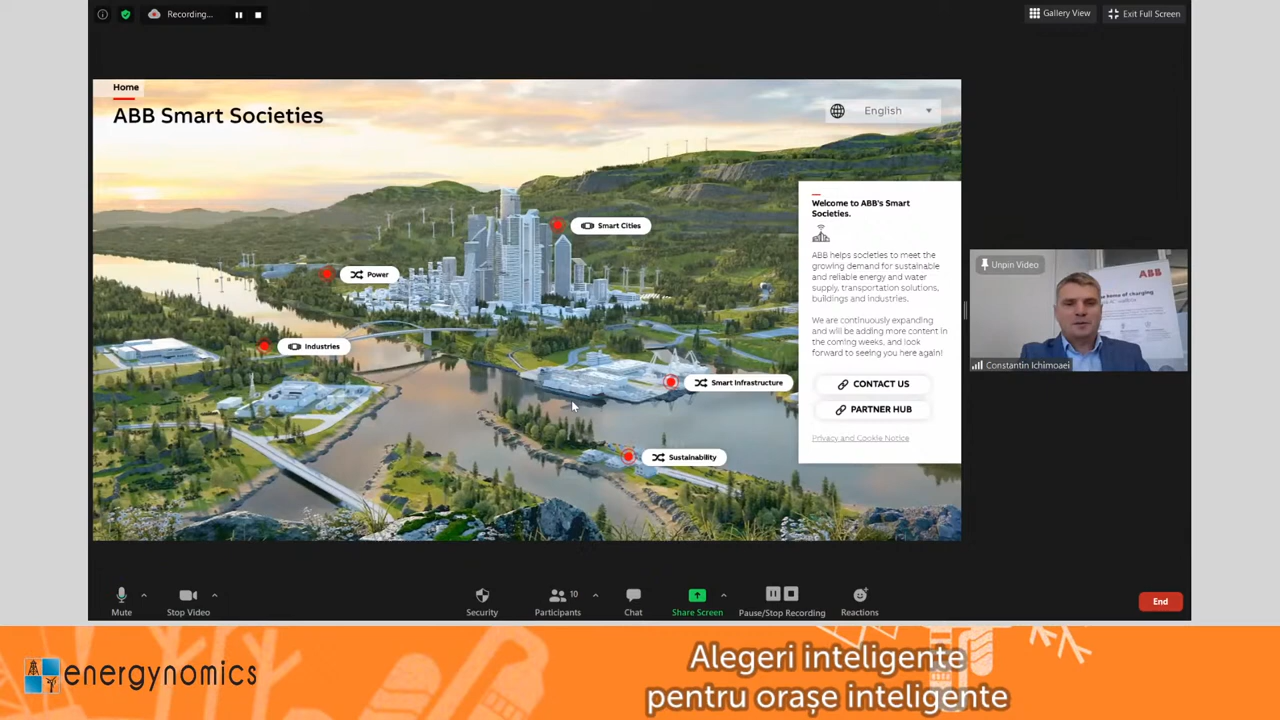 Recording...
Gallery View
Exit Full Screen
Home
ABB Smart Societies
English
Smart Cities
Power
Industries
Smart Infrastructure
Sustainability
Welcome to ABB's Smart
Societies.
ABB helps societies to meet the
growing demand for sustainable
and reliable energy and water
supply, transportation solutions,
buildings and industries.
We are continuously expanding
and will be adding more content in
the coming weeks, and look
forward to seeing you here again!
CONTACT US
PARTNER HUB
Privacy and Cookie Notice
Unpin Video
ABB
home of charging
Constantin Ichimoaei
Mute
Stop Video
Security
Participants 10
Chat
Share Screen
Pause/Stop Recording
Reactions
End
energynomics
Alegeri inteligente
pentru orașe inteligente